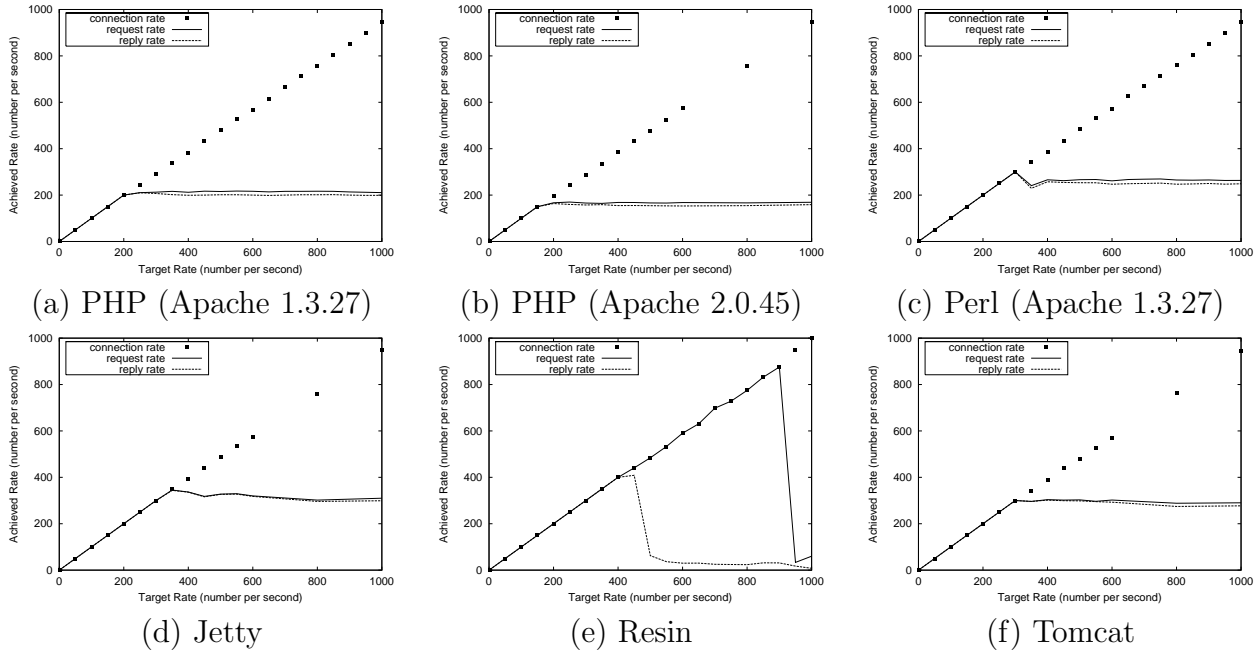 1000
800
600
400
200
0
Achieved Rate (number per second)
connection rate
request rate
reply rate
0 200 400 600 800 1000
Target Rate (number per second)
(a) PHP (Apache 1.3.27)
1000
800
600
400
200
0
Achieved Rate (number per second)
connection rate
request rate
reply rate
0 200 400 600 800 1000
Target Rate (number per second)
(b) PHP (Apache 2.0.45)
1000
800
600
400
200
0
Achieved Rate (number per second)
connection rate
request rate
reply rate
0 200 400 600 800 1000
Target Rate (number per second)
(c) Perl (Apache 1.3.27)
1000
800
600
400
200
0
Achieved Rate (number per second)
connection rate
request rate
reply rate
0 200 400 600 800 1000
Target Rate (number per second)
(d) Jetty
1000
800
600
400
200
0
Achieved Rate (number per second)
connection rate
request rate
reply rate
0 200 400 600 800 1000
Target Rate (number per second)
(e) Resin
1000
800
600
400
200
0
Achieved Rate (number per second)
connection rate
request rate
reply rate
0 200 400 600 800 1000
Target Rate (number per second)
(f) Tomcat